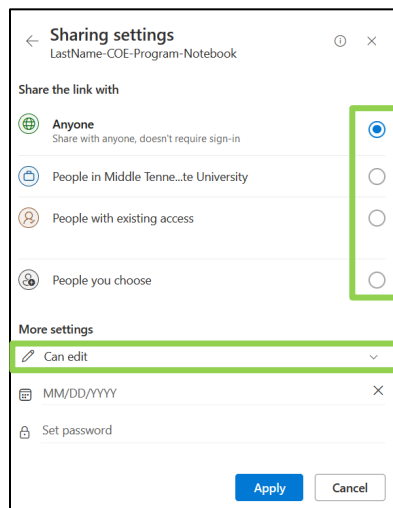 Sharing settings
LastName-COE-Program-Notebook
Share the link with
Anyone
Share with anyone, doesn't require sign-in
People in Middle Tenne...te University
People with existing access
People you choose
More settings
Can edit
MM/DD/YYYY
Set password
Apply Cancel